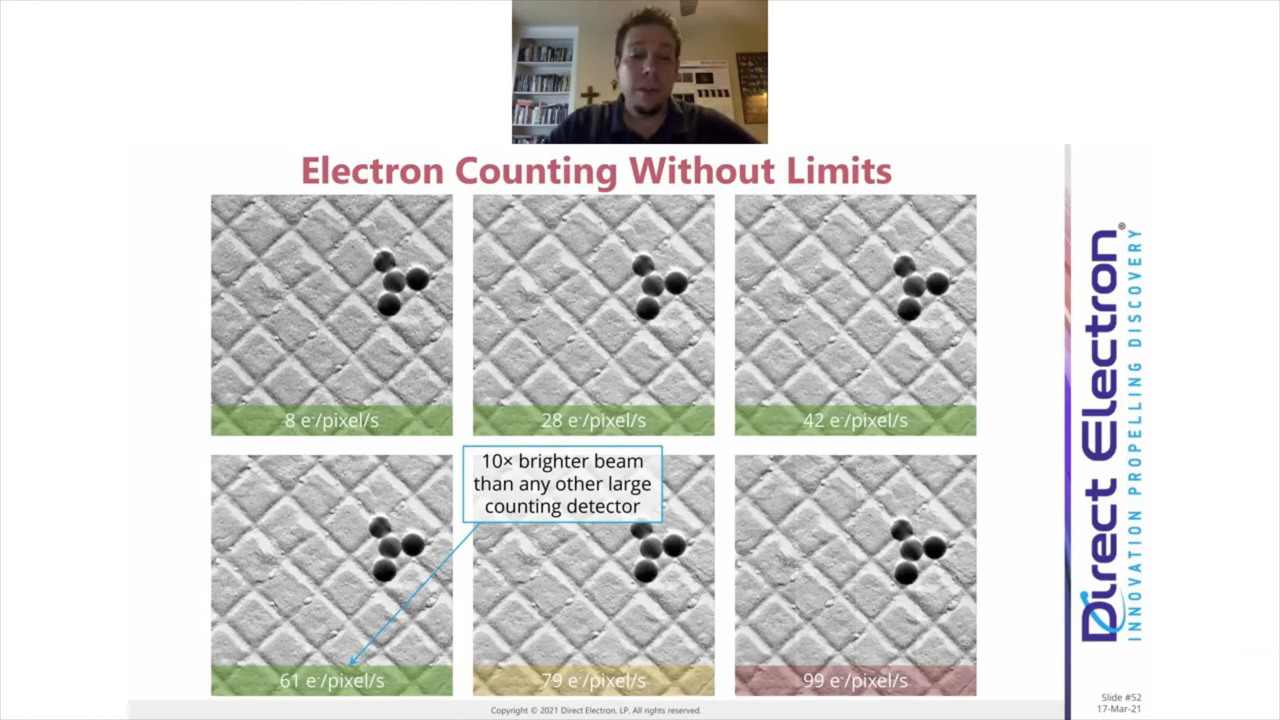 Electron Counting Without Limits
8 e⁻/pixel/s
28 e⁻/pixel/s
42 e⁻/pixel/s
10× brighter beam
than any other large
counting detector
61 e⁻/pixel/s
79 e⁻/pixel/s
99 e⁻/pixel/s
Direct Electron®
INNOVATION PROPELLING DISCOVERY
Slide #52
17-Mar-21
Copyright © 2021 Direct Electron, LP. All rights reserved.